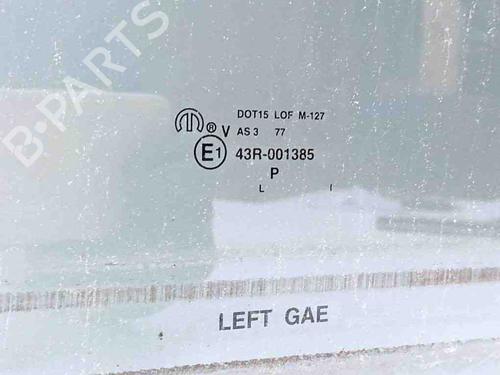 B-PARTS
DOT15 LOF M-127
® V AS 3 77
E1 43R-001385
P
L I
LEFT GAE